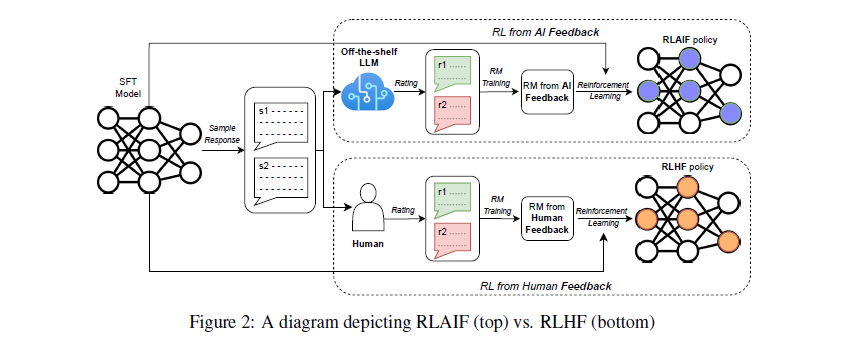 RL from AI Feedback
Off-the-shelf
LLM
RLAIF policy
SFT
Model
Sample
Response
s1 - - - - - -
- - - - - - - -
- - - - - - - -
s2 - - - - - -
- - - - - - - -
- - - - - - - -
Rating
r1 ......
..............
r2 ......
..............
RM
Training
RM from AI
Feedback
Reinforcement
Learning
RLHF policy
Human
Rating
r1 ......
..............
r2 ......
..............
RM
Training
RM from
Human
Feedback
Reinforcement
Learning
RL from Human Feedback
Figure 2: A diagram depicting RLAIF (top) vs. RLHF (bottom)